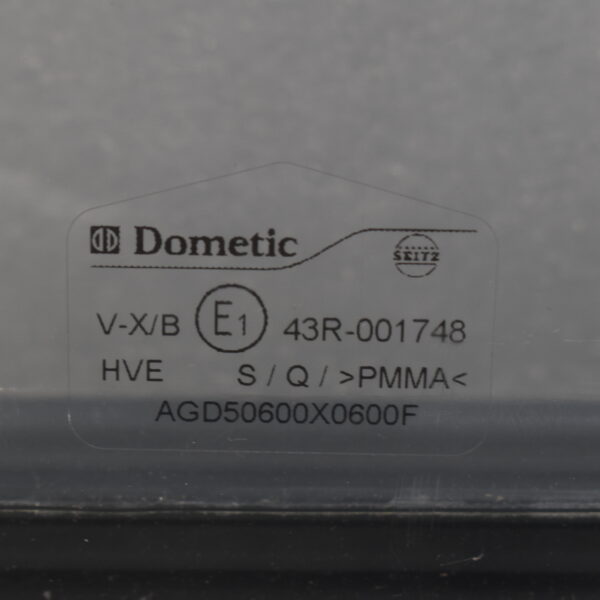 Dometic SEITZ
V-X/B E1 43R-001748
HVE S / Q / >PMMA<
AGD50600X0600F